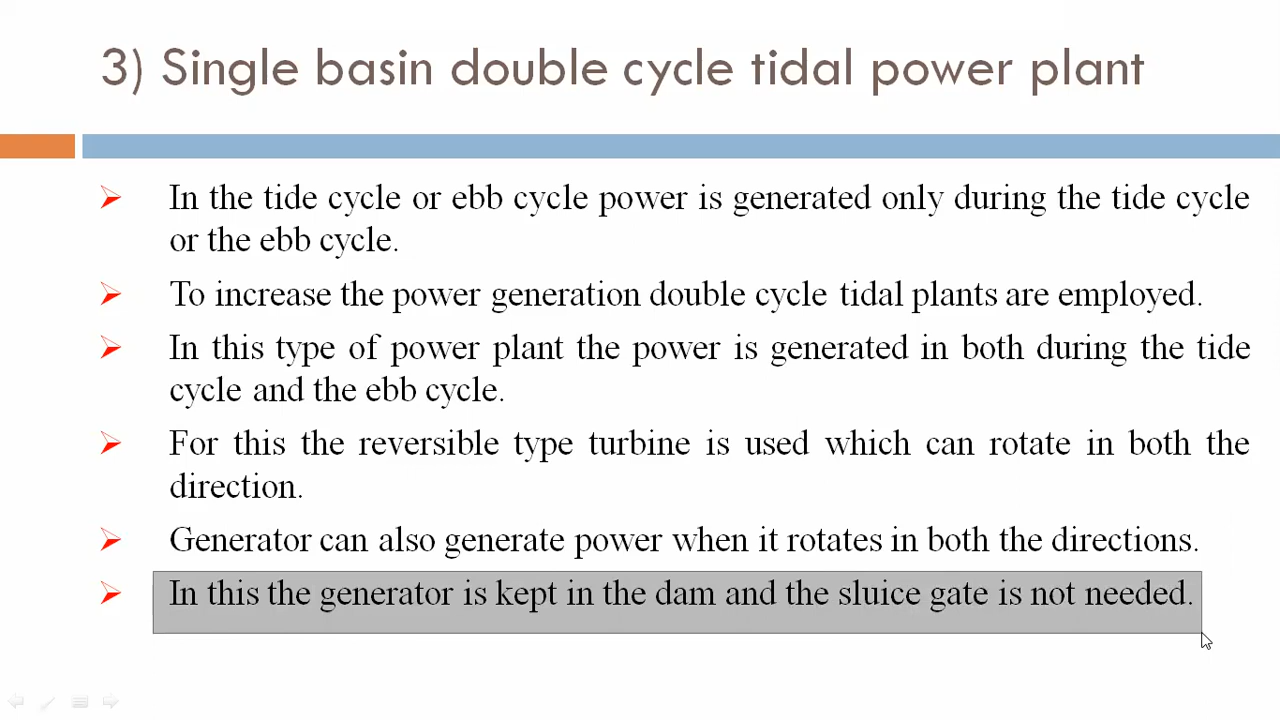 3) Single basin double cycle tidal power plant
In the tide cycle or ebb cycle power is generated only during the tide cycle
or the ebb cycle.
To increase the power generation double cycle tidal plants are employed.
In this type of power plant the power is generated in both during the tide
cycle and the ebb cycle.
For this the reversible type turbine is used which can rotate in both the
direction.
Generator can also generate power when it rotates in both the directions.
In this the generator is kept in the dam and the sluice gate is not needed.